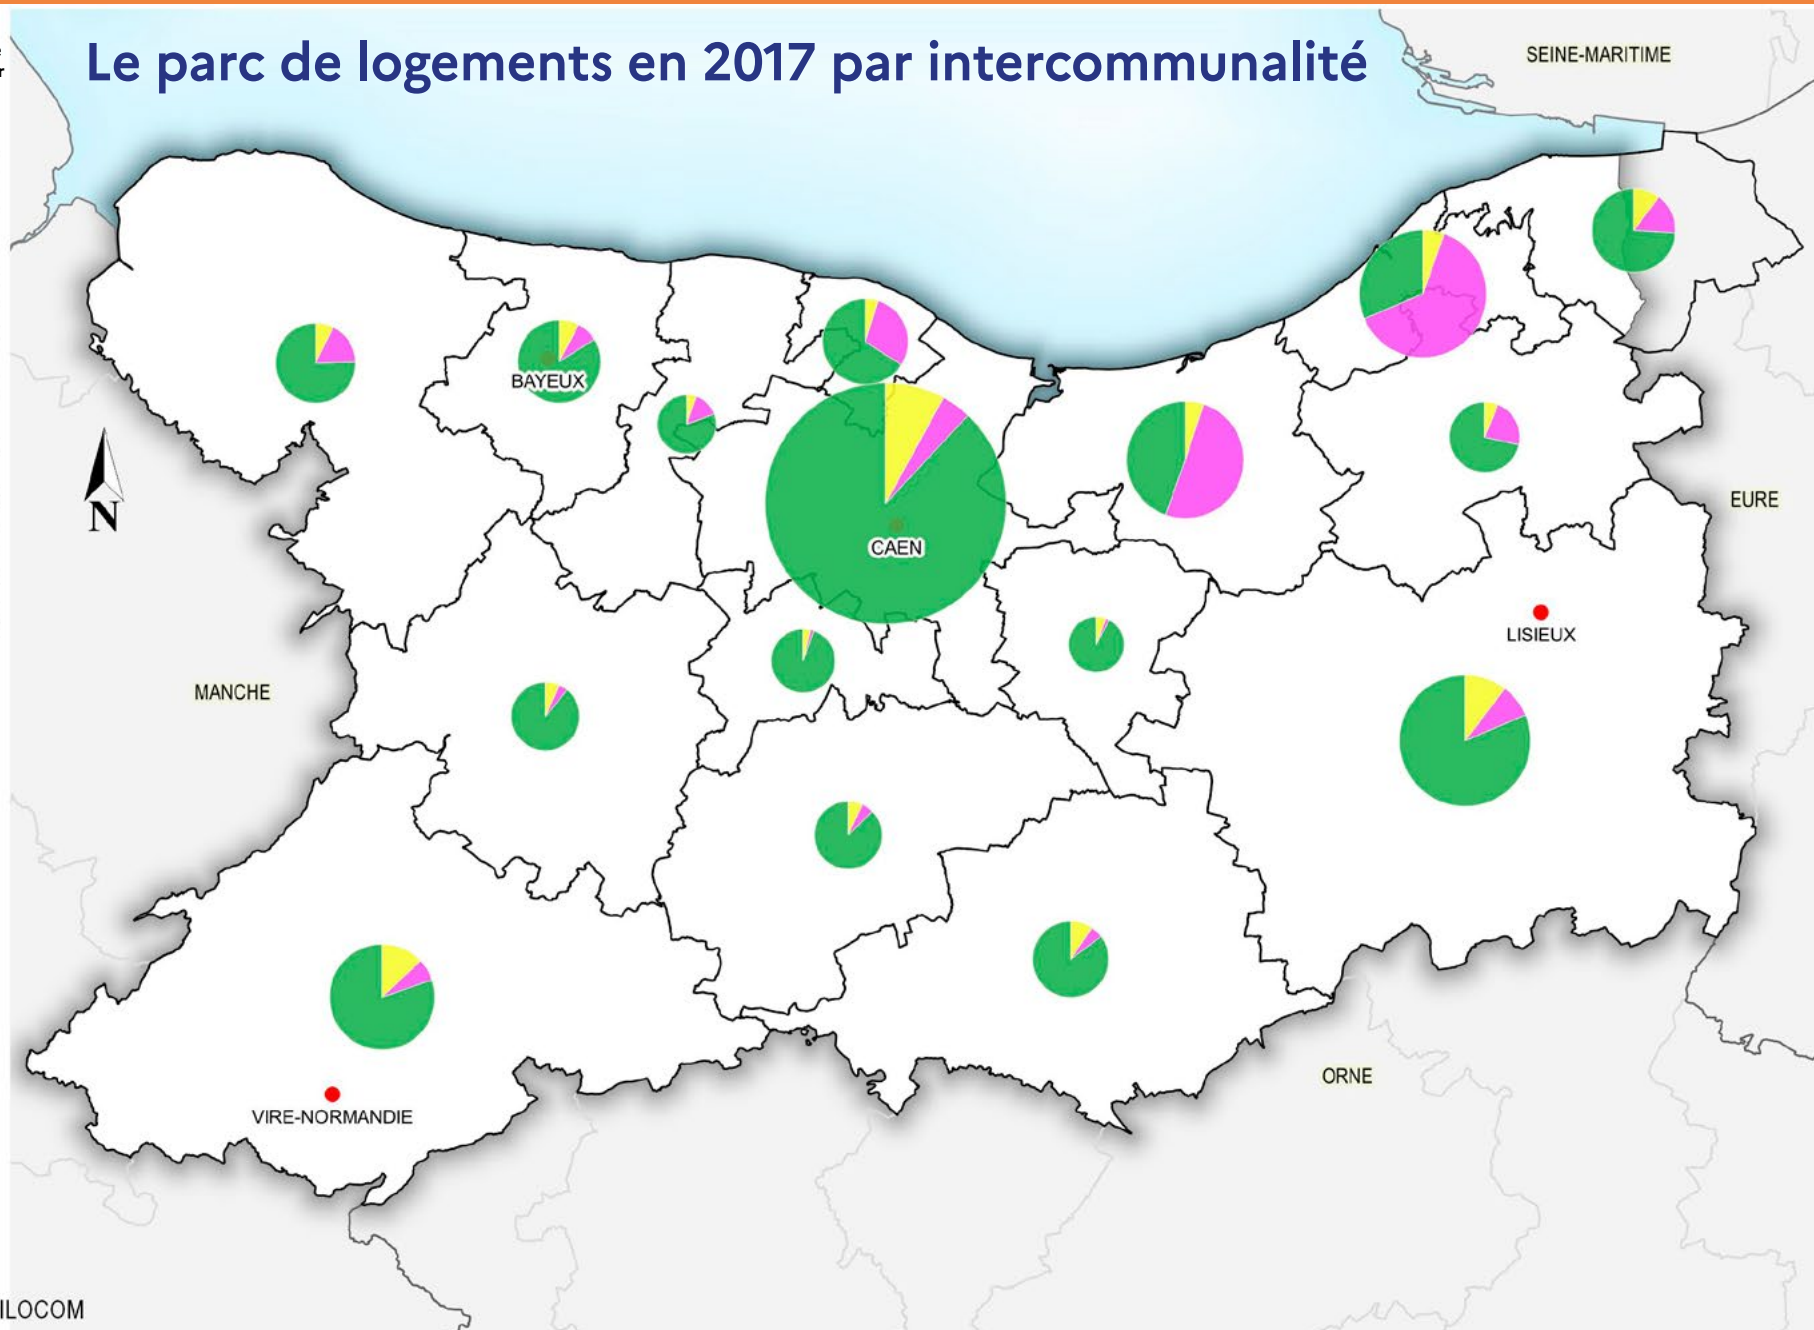 Le parc de logements en 2017 par intercommunalité
SEINE-MARITIME
BAYEUX
N
CAEN
EURE
LISIEUX
MANCHE
ORNE
VIRE-NORMANDIE
ILOCOM